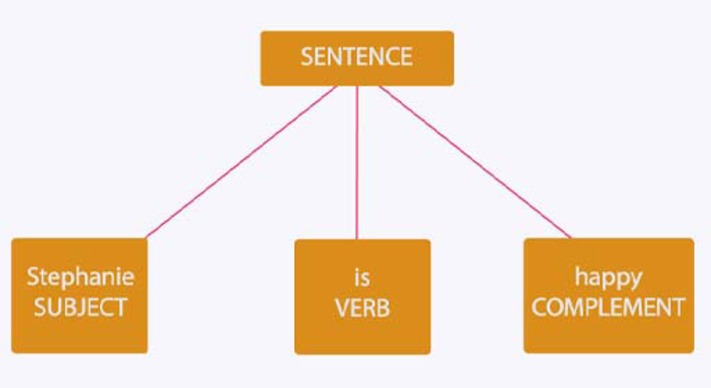 SENTENCE
Stephanie
SUBJECT
is
VERB
happy
COMPLEMENT